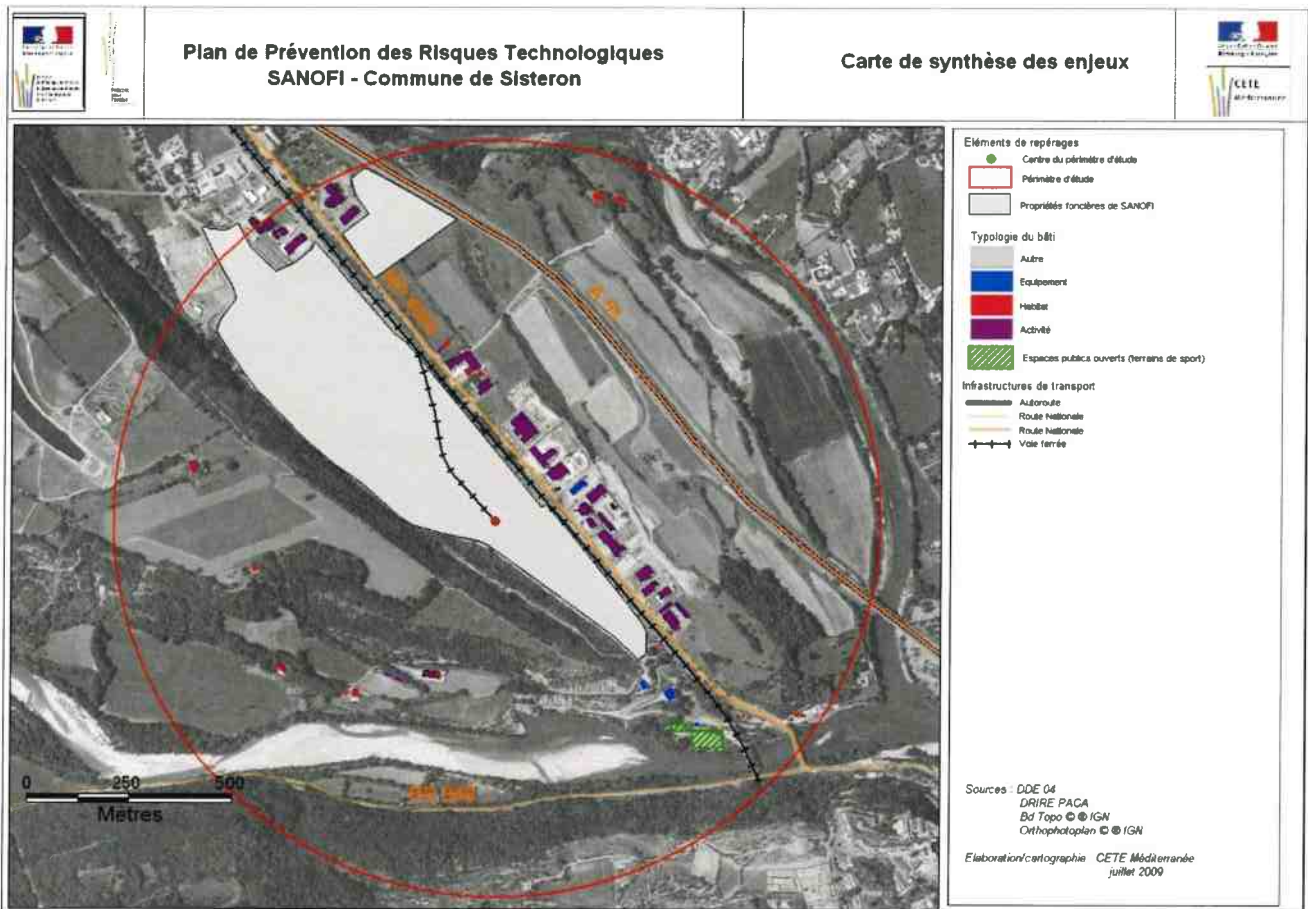 Plan de Prévention des Risques Technologiques
SANOFI - Commune de Sisteron
Carte de synthèse des enjeux
CETE
Méditerranée
Eléments de repérages
Centre du périmètre d'étude
Périmètre d'étude
Propriétés foncières de SANOFI
Typologie du bâti
Autre
Equipement
Habitat
Activité
Espaces publics ouverts (terrains de sport)
Infrastructures de transport
Autoroute
Route Nationale
Route Nationale
Voie ferrée
0 250 500
Mètres
Sources : DDE 04
DRIRE PACA
Bd Topo © ® IGN
Orthophotoplan © ® IGN
Elaboration/cartographie CETE Méditerranée
juillet 2009